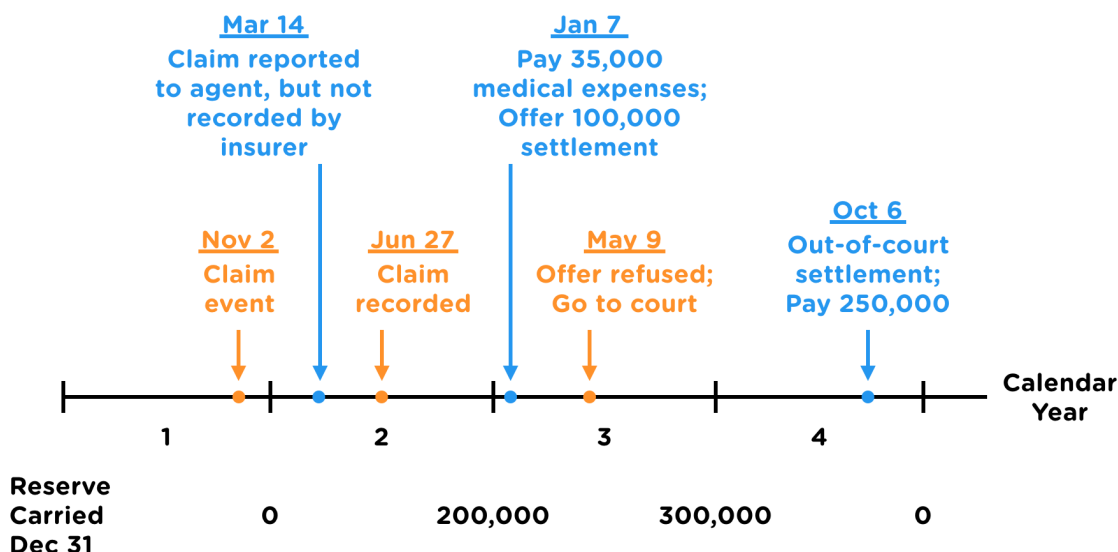 Mar 14
Claim reported
to agent, but not
recorded by
insurer
Jan 7
Pay 35,000
medical expenses;
Offer 100,000
settlement
Nov 2
Claim
event
Jun 27
Claim
recorded
May 9
Offer refused;
Go to court
Oct 6
Out-of-court
settlement;
Pay 250,000
Calendar
Year
1
2
3
4
Reserve
Carried
Dec 31
0
200,000
300,000
0